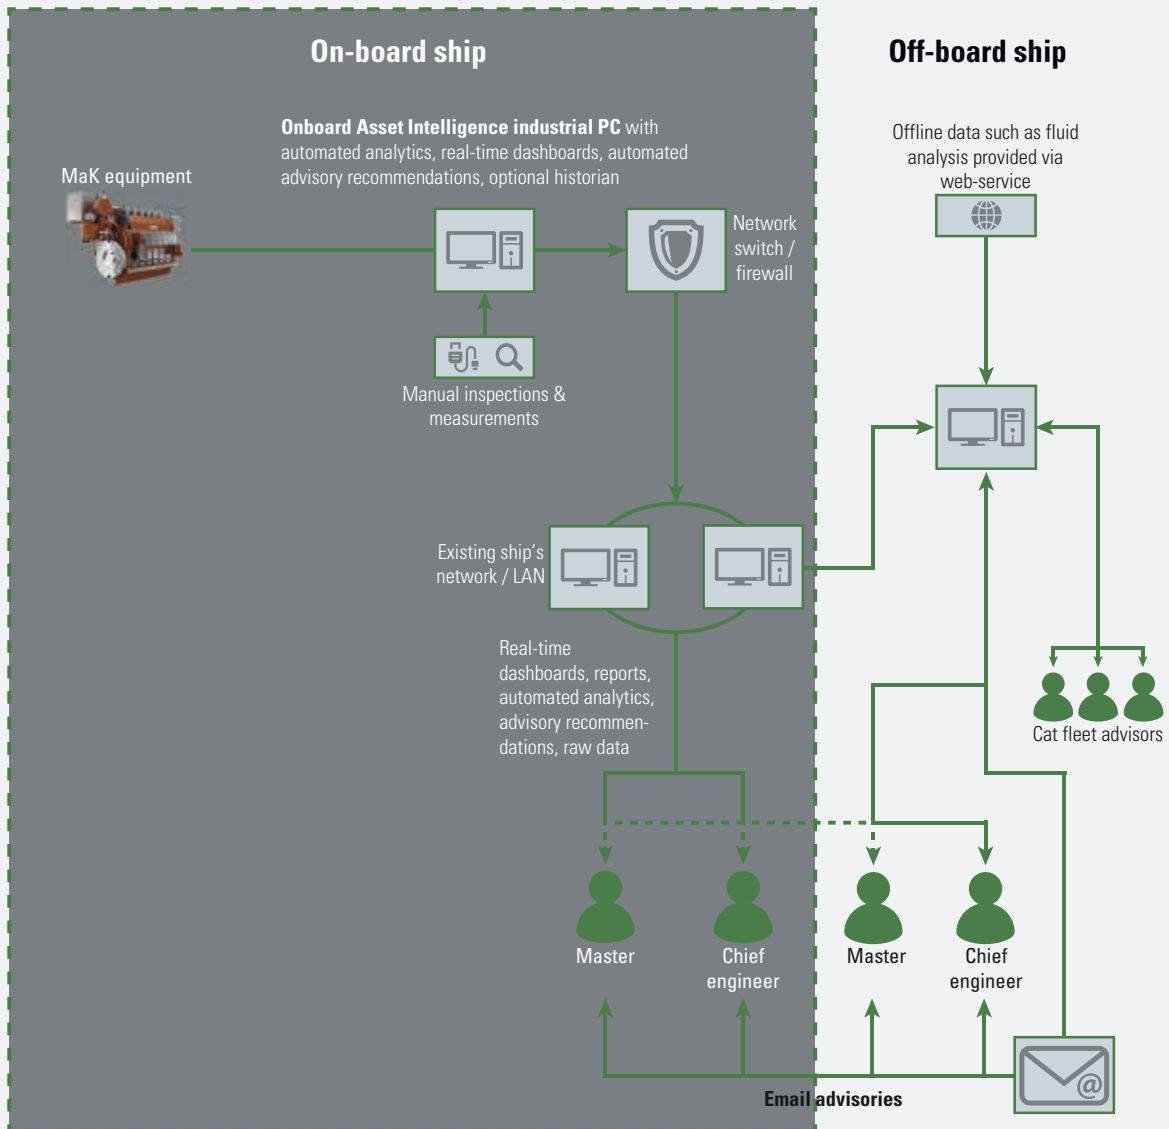 On-board ship
Off-board ship
Onboard Asset Intelligence industrial PC with
automated analytics, real-time dashboards, automated
advisory recommendations, optional historian
Offline data such as fluid
analysis provided via
web-service
MaK equipment
Network
switch /
firewall
Manual inspections &
measurements
Existing ship‘s
network / LAN
Real-time
dashboards, reports,
automated analytics,
advisory recommen-
dations, raw data
Cat fleet advisors
Master
Chief
engineer
Master
Chief
engineer
@
Email advisories